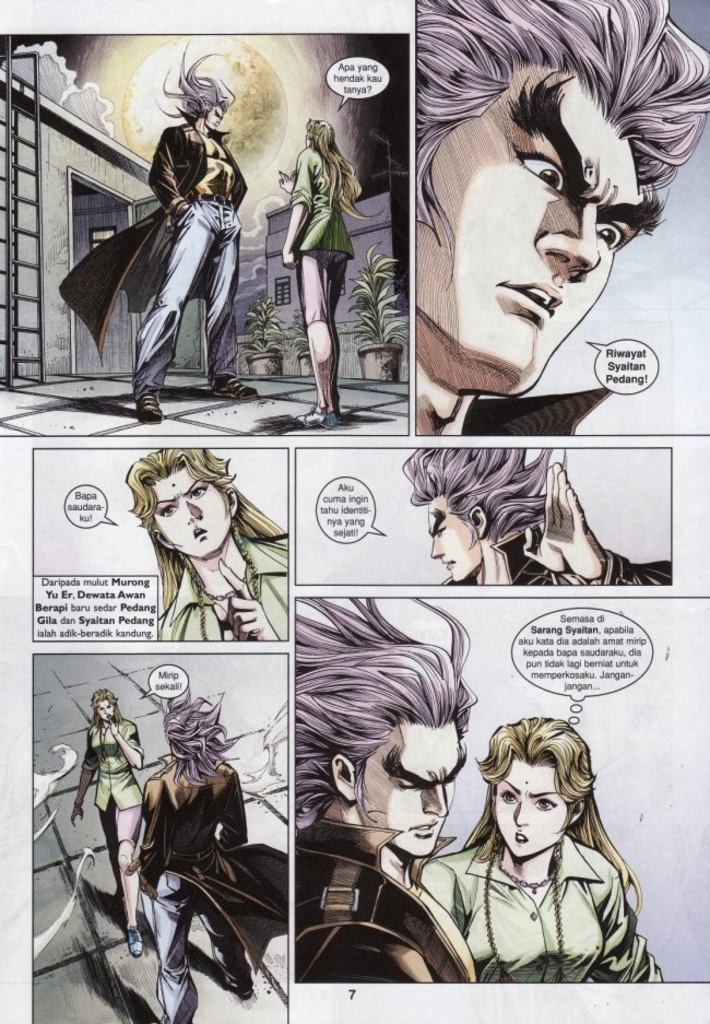 Apa yang
hendak kau
tanya?
Riwayat
Syaitan
Pedang!
Bapa
saudara-
ku!
Daripada mulut Murong
Yu Er, Dewata Awan
Berapi baru sedar Pedang
Gila dan Syaitan Pedang
ialah adik-beradik kandung.
Aku
cuma ingin
tahu identiti-
nya yang
sejati!
Mirip
sekali!
Semasa di
Sarang Syaitan, apabila
aku kata dia adalah amat mirip
kepada bapa saudaraku, dia
pun tidak lagi berniat untuk
memperkosaku. Jangan-
jangan...
7